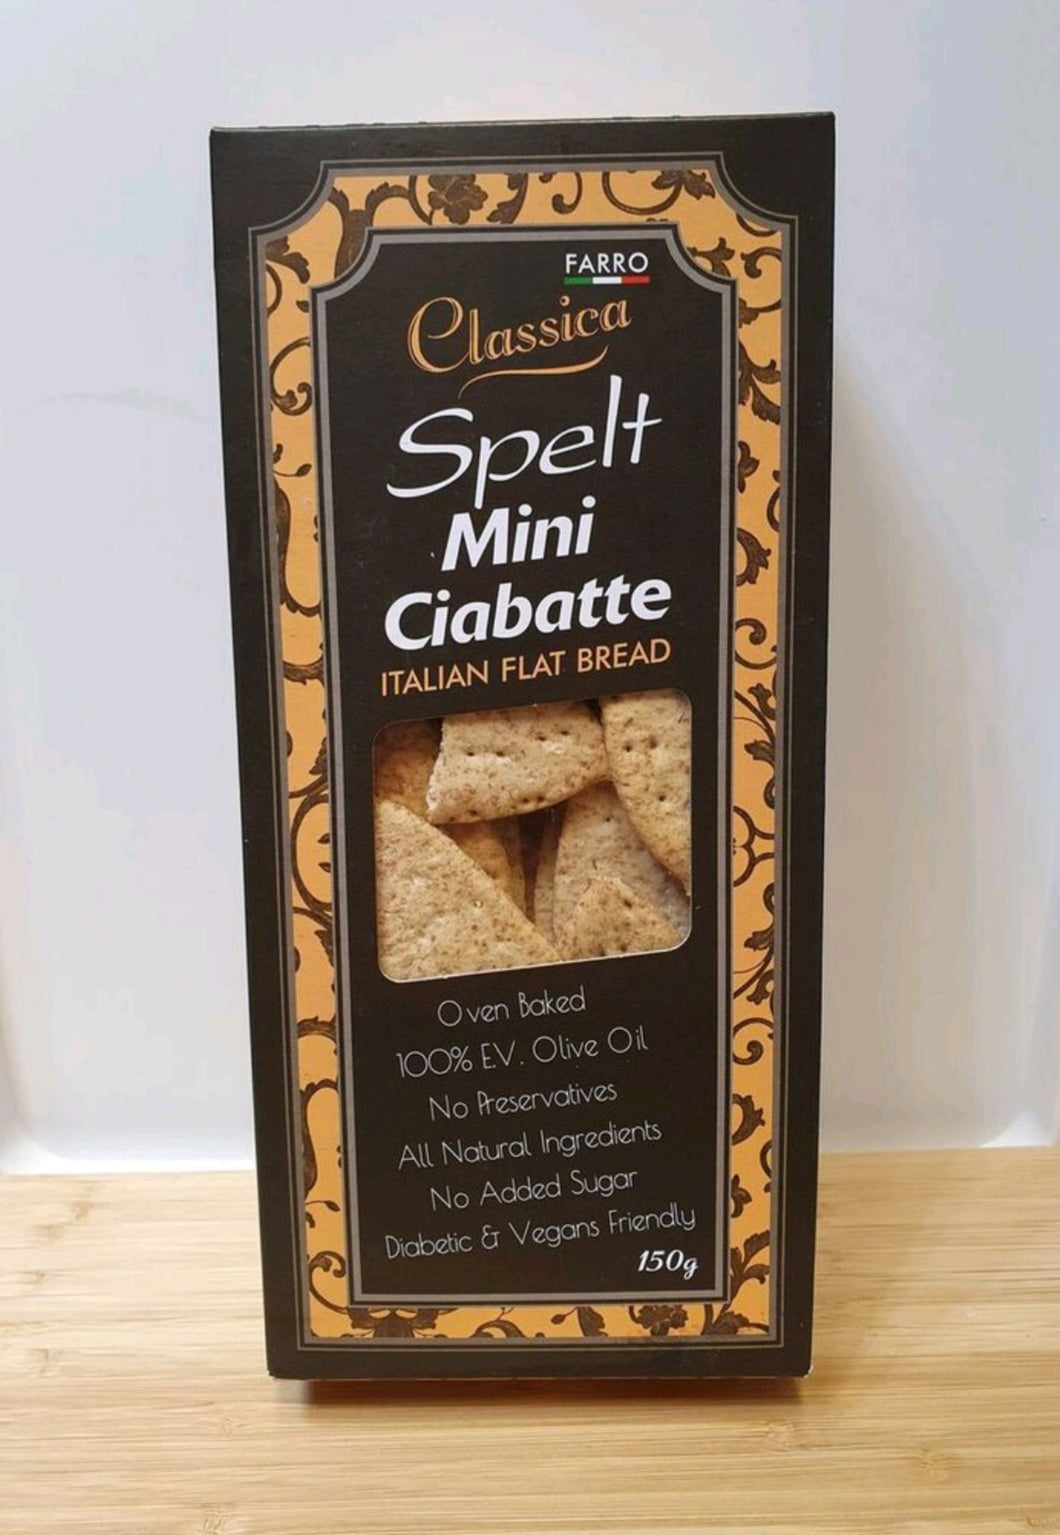 FARRO
Classica
Spelt
Mini
Ciabatte
ITALIAN FLAT BREAD
Oven Baked
100% E.V. Olive Oil
No Preservatives
All Natural Ingredients
No Added Sugar
Diabetic & Vegans Friendly
150g